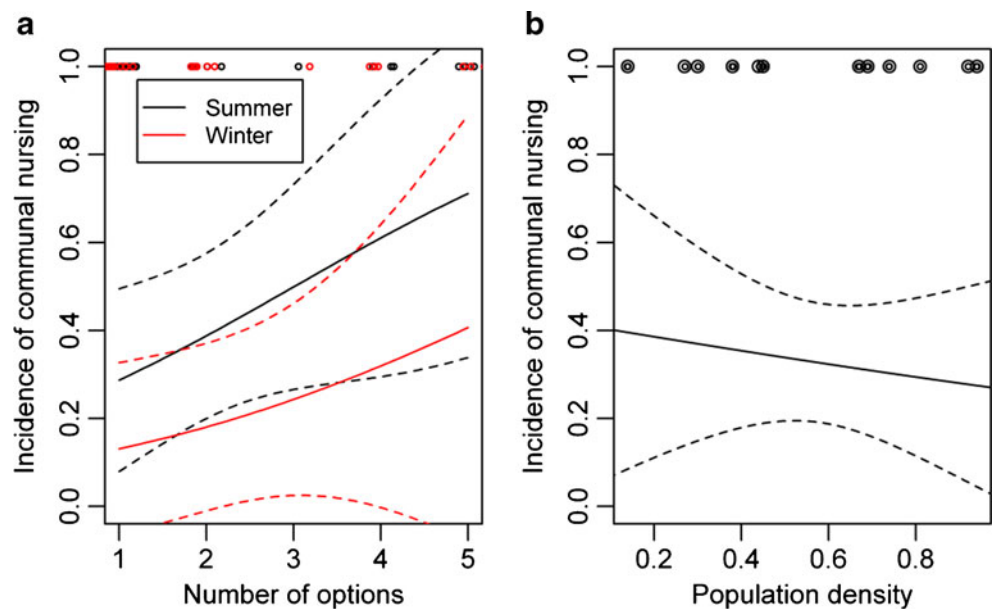 a
Incidence of communal nursing
1.0
0.8
0.6
0.4
0.2
0.0
Summer
Winter
1 2 3 4 5
Number of options
b
Incidence of communal nursing
1.0
0.8
0.6
0.4
0.2
0.0
0.2 0.4 0.6 0.8
Population density